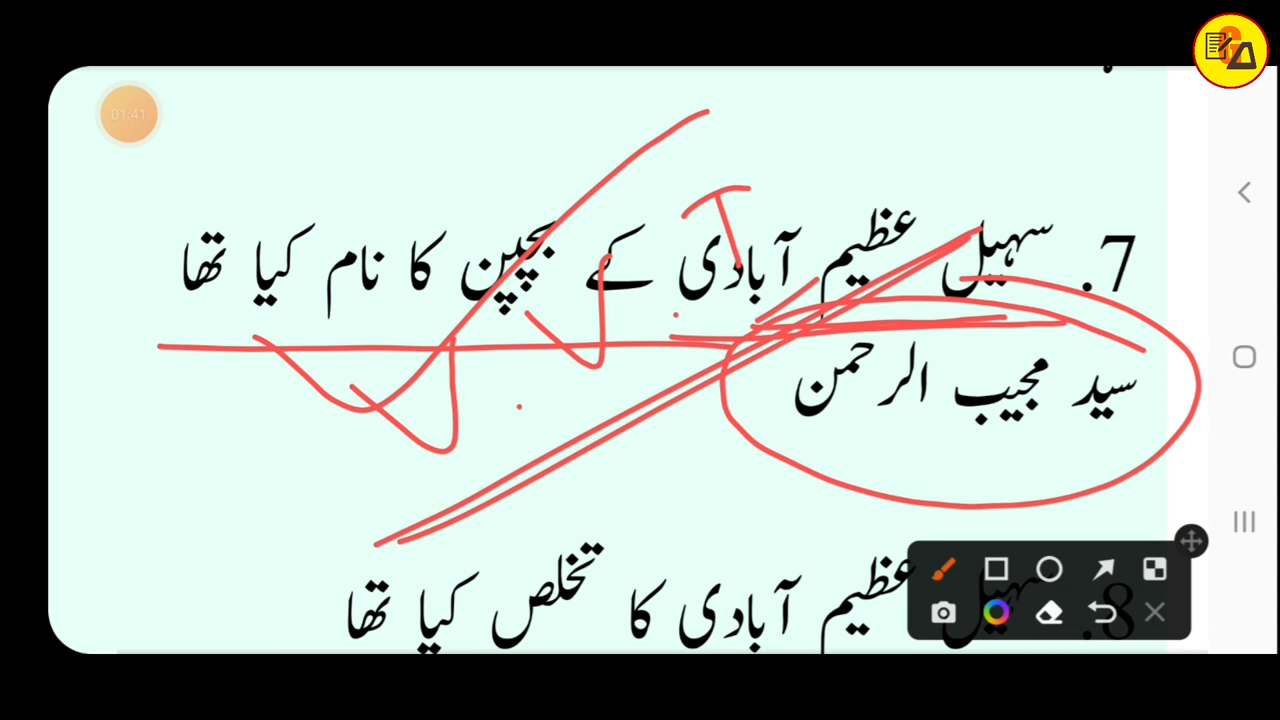 01:41
7. سہیل عظیم آبادی کے بچپن کا نام کیا تھا
سید مجیب الرحمن
8. سہیل عظیم آبادی کا تخلص کیا تھا